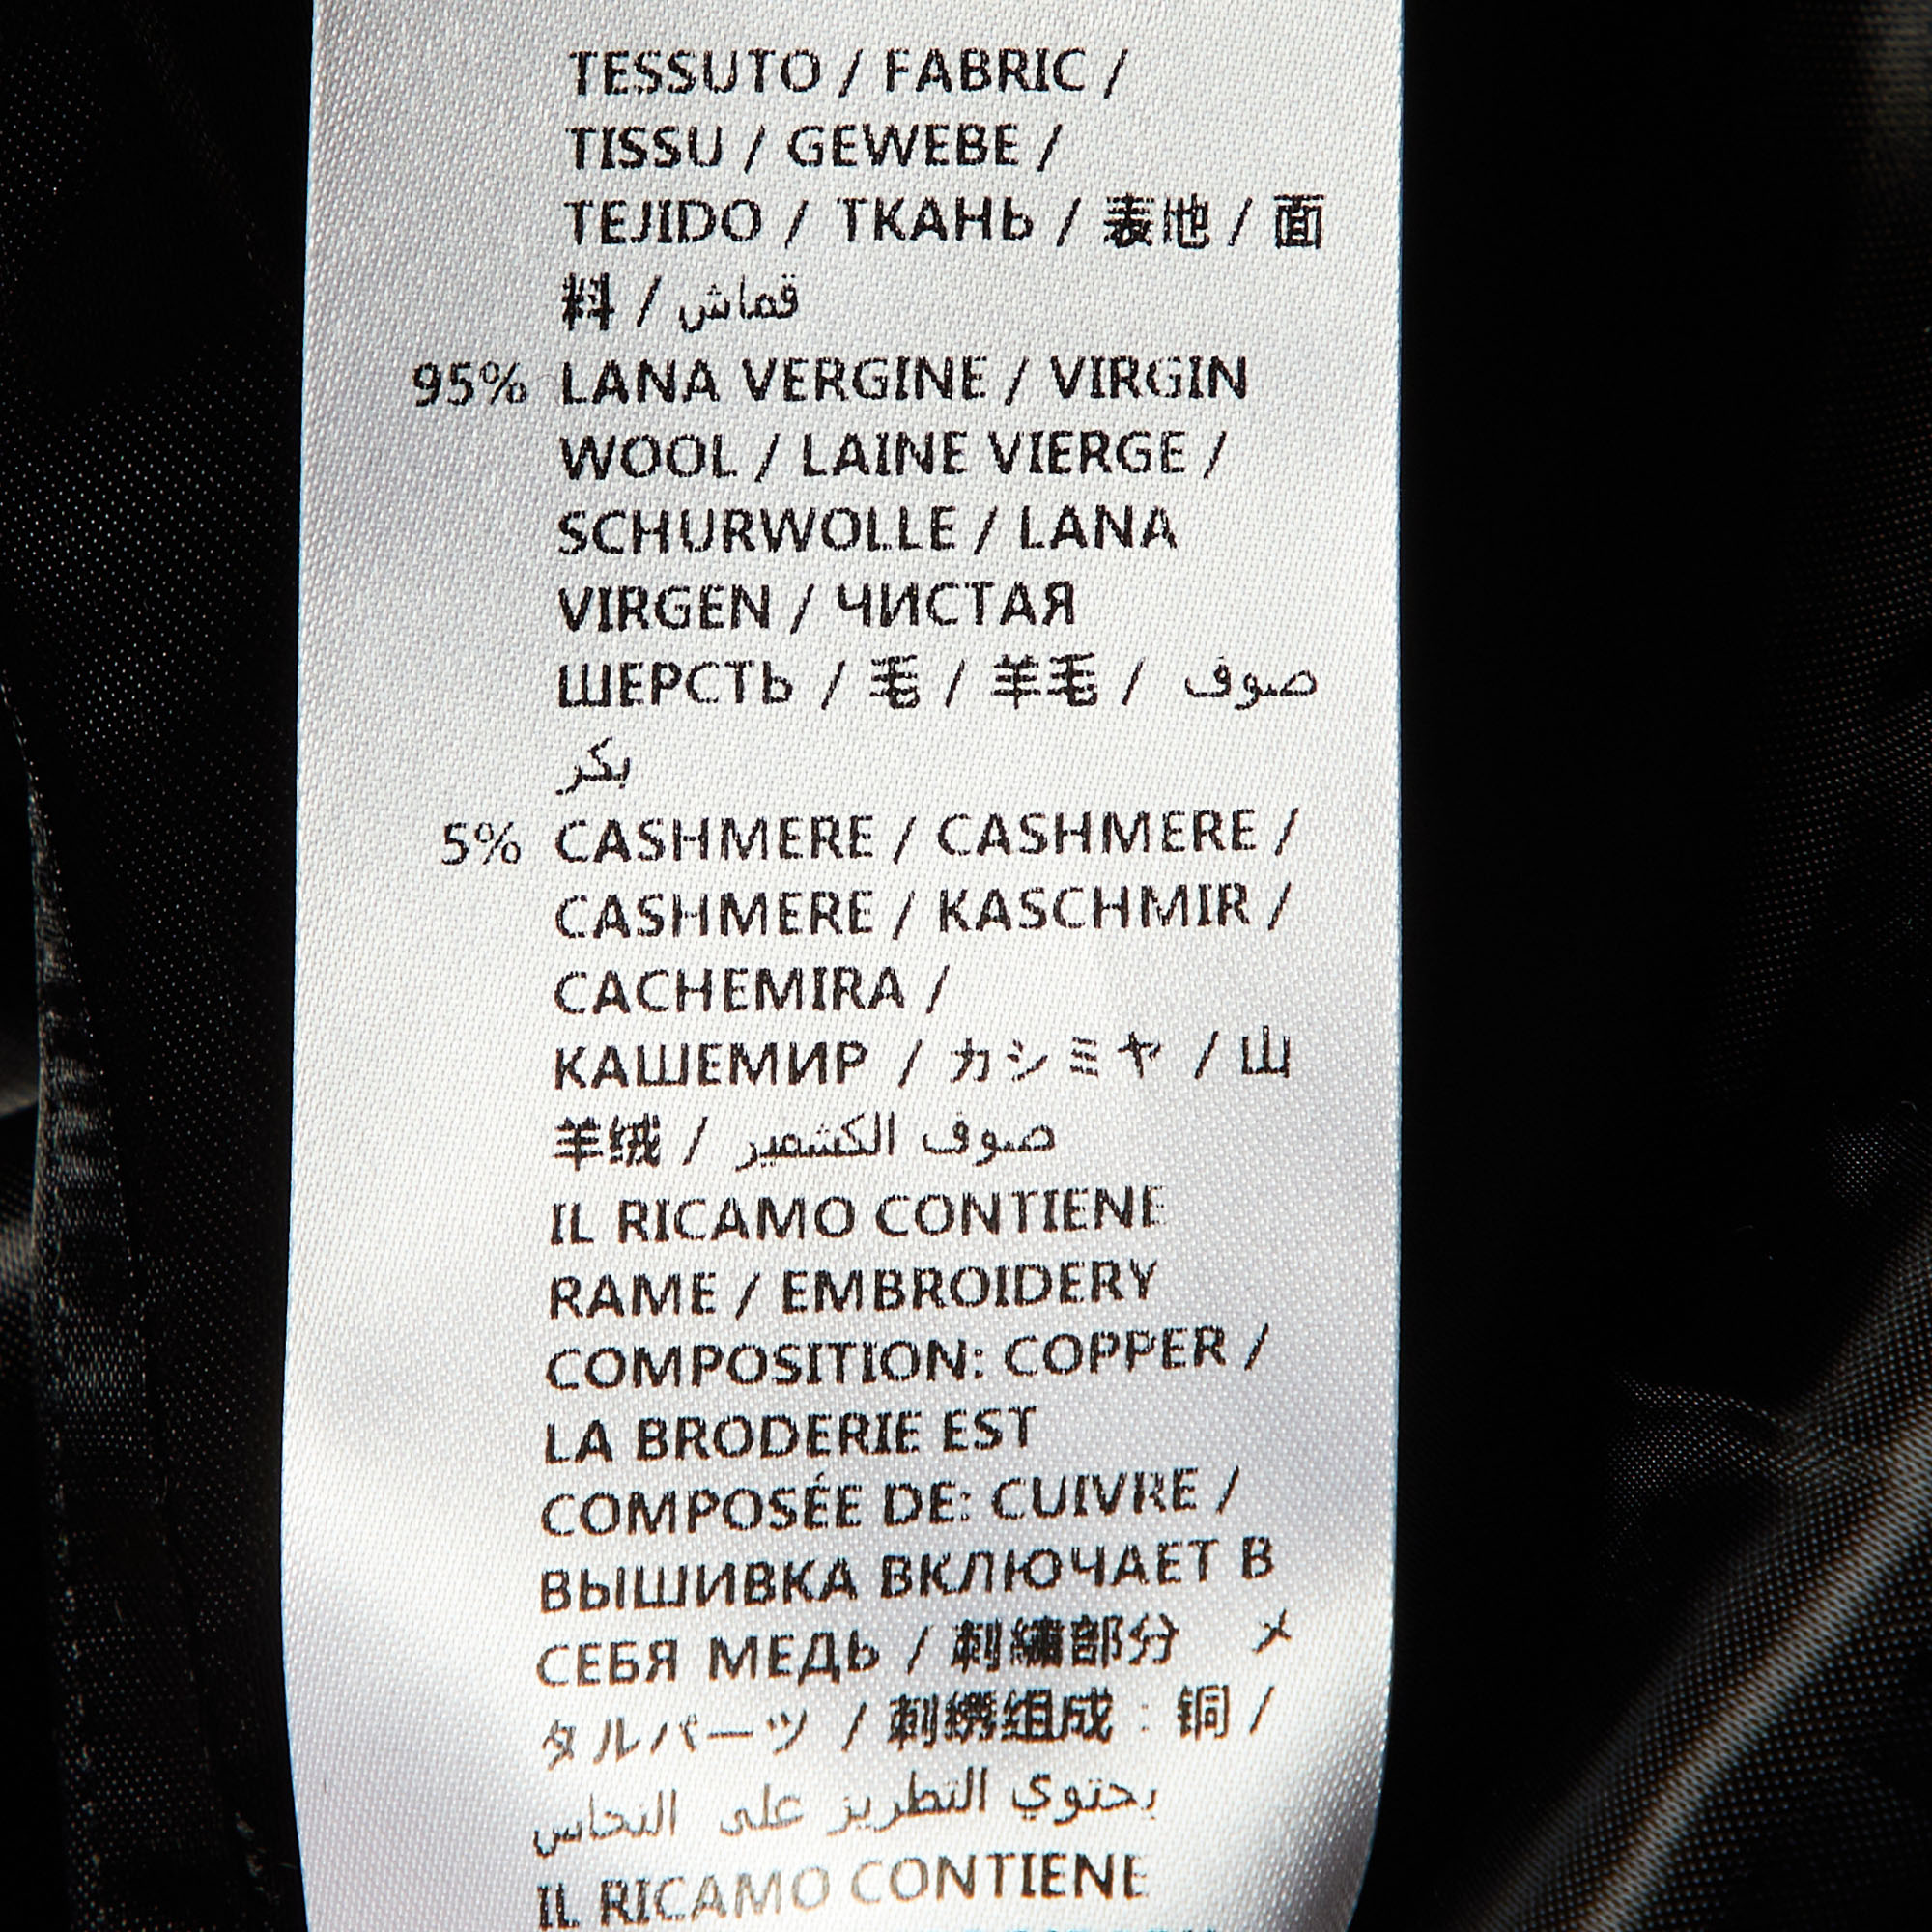 TESSUTO / FABRIC /
TISSU / GEWEBE /
TEJIDO / ТКАНЬ / 表地 / 面
料 / قماش
95% LANA VERGINE / VIRGIN
WOOL / LAINE VIERGE /
SCHURWOLLE / LANA
VIRGEN / ЧИСТАЯ
ШЕРСТЬ / 毛 / 羊毛 / صوف
بكر
5% CASHMERE / CASHMERE /
CASHMERE / KASCHMIR /
CACHEMIRA /
КАШЕМИР / カシミヤ / 山
羊绒 / صوف الكشمير
IL RICAMO CONTIENE
RAME / EMBROIDERY
COMPOSITION: COPPER /
LA BRODERIE EST
COMPOSÉE DE: CUIVRE /
ВЫШИВКА ВКЛЮЧАЕТ В
СЕБЯ МЕДЬ / 刺繍部分 メ
タルパーツ / 刺绣组成：铜 /
يحتوي التطريز على النحاس
IL RICAMO CONTIENE